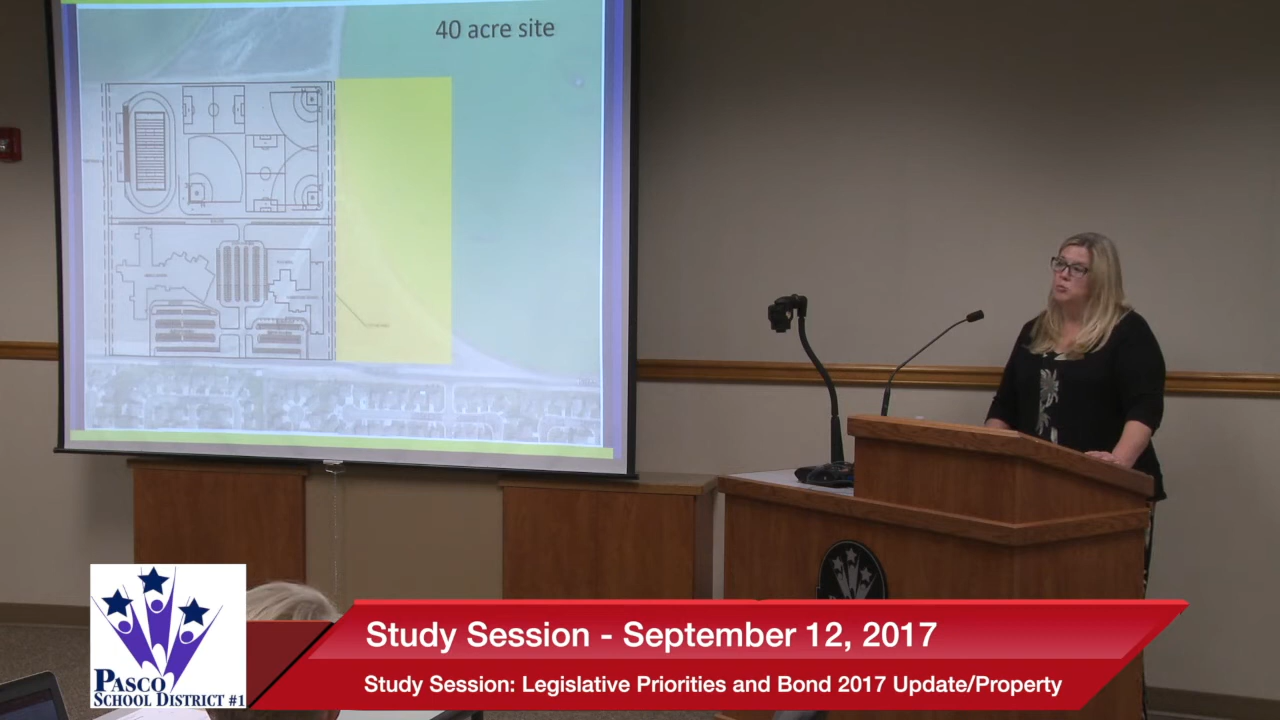 40 acre site
Study Session - September 12, 2017
Study Session: Legislative Priorities and Bond 2017 Update/Property
PASCO
SCHOOL DISTRICT #1